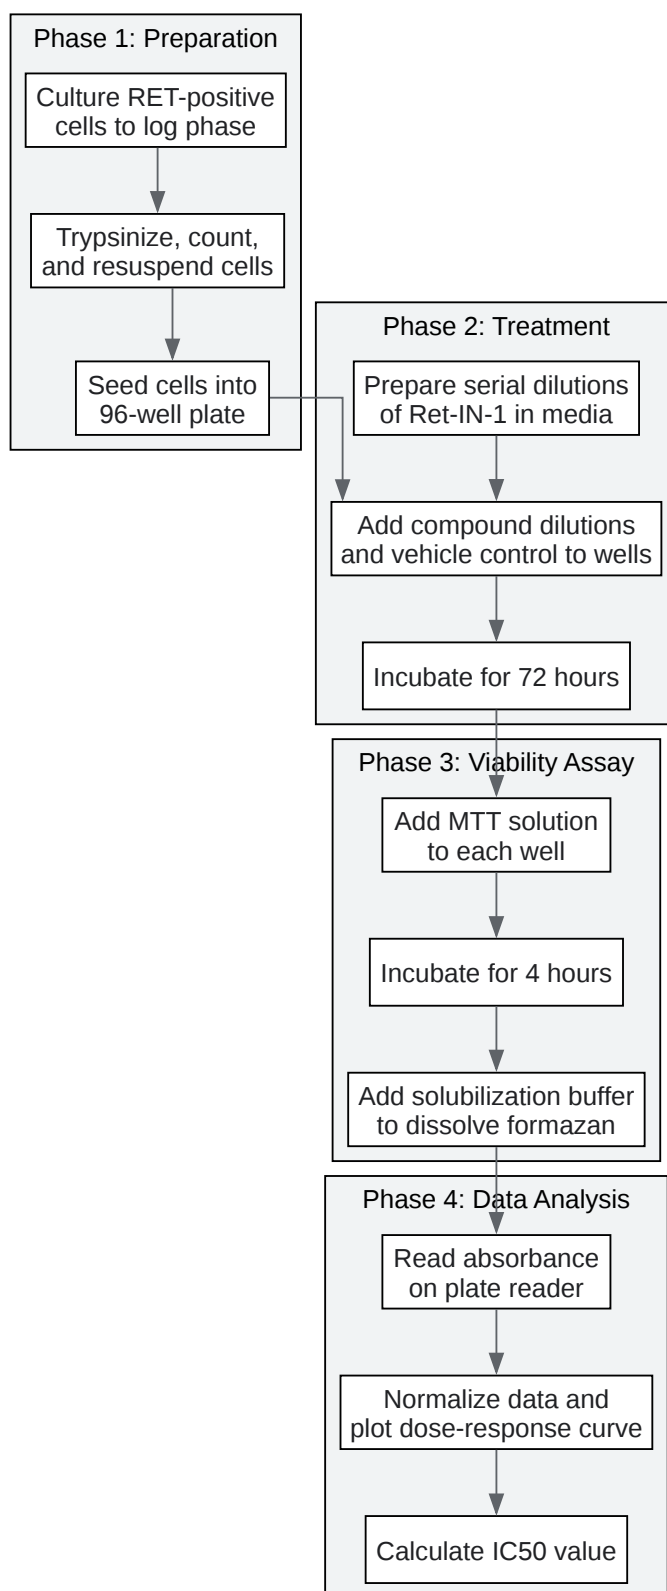 Phase 1: Preparation
Culture RET-positive
cells to log phase
Trypsinize, count,
and resuspend cells
Seed cells into
96-well plate
Phase 2: Treatment
Prepare serial dilutions
of Ret-IN-1 in media
Add compound dilutions
and vehicle control to wells
Incubate for 72 hours
Phase 3: Viability Assay
Add MTT solution
to each well
Incubate for 4 hours
Add solubilization buffer
to dissolve formazan
Phase 4: Data Analysis
Read absorbance
on plate reader
Normalize data and
plot dose-response curve
Calculate IC50 value